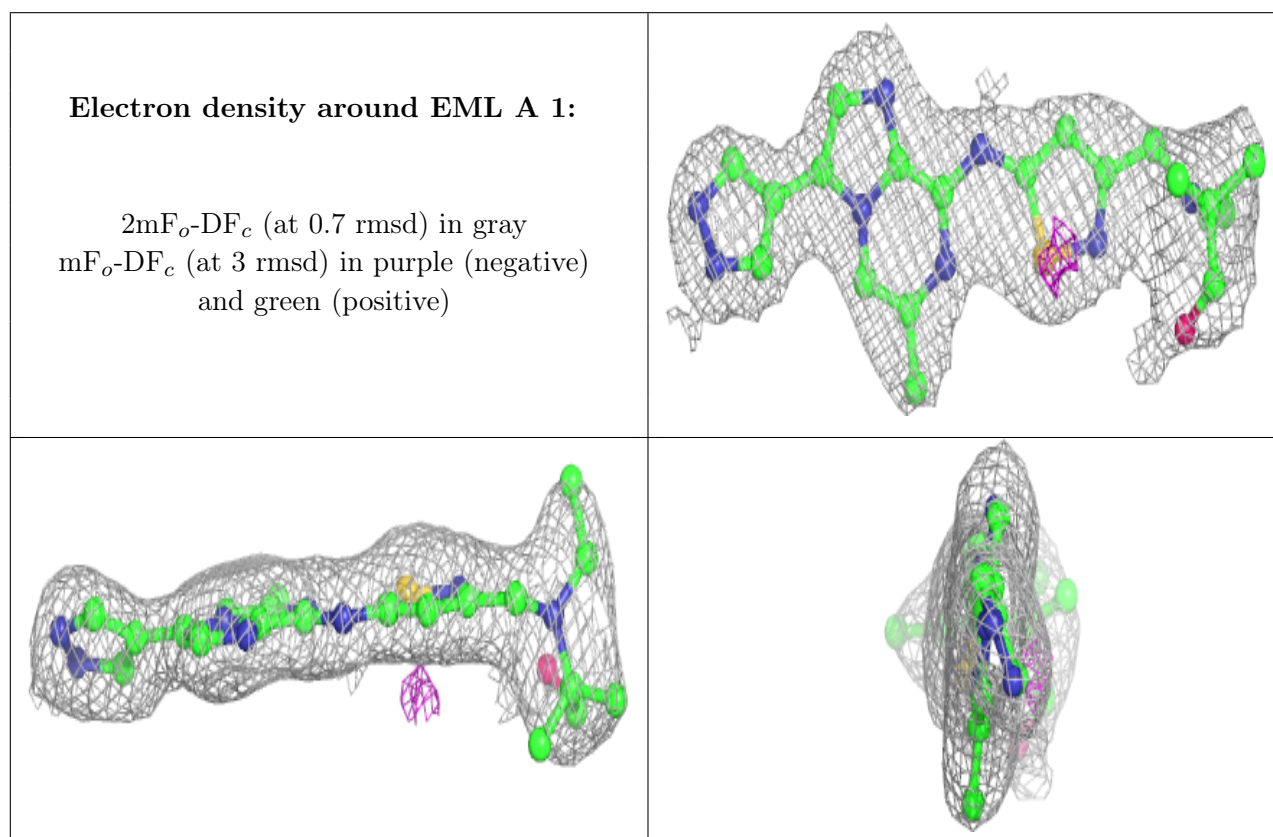 Electron density around EML A 1:
2mFₒ-DF𝒸 (at 0.7 rmsd) in gray
mFₒ-DF𝒸 (at 3 rmsd) in purple (negative)
and green (positive)